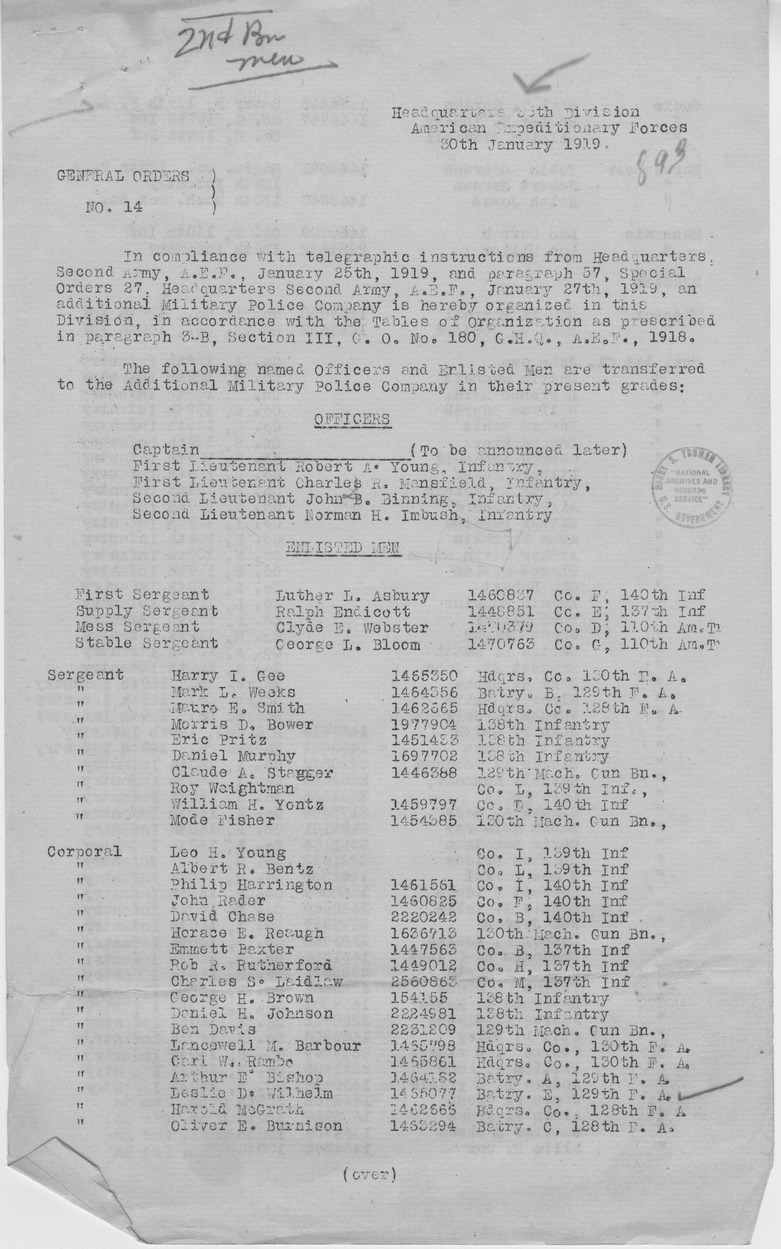 2nd Bn
men
Headquarters 35th Division
American Expeditionary Forces
30th January 1919.
893
GENERAL ORDERS )
)
NO. 14 )
In compliance with telegraphic instructions from Headquarters,
Second Army, A.E.F., January 25th, 1919, and paragraph 57, Special
Orders 27, Headquarters Second Army, A.E.F., January 27th, 1919, an
additional Military Police Company is hereby organized in this
Division, in accordance with the Tables of Organization as prescribed
in paragraph 3-B, Section III, G. O. No. 180, G.H.Q., A.E.F., 1918.
The following named Officers and Enlisted Men are transferred
to the Additional Military Police Company in their present grades:
OFFICERS
Captain (To be announced later)
First Lieutenant Robert A. Young, Infantry,
First Lieutenant Charles R. Mansfield, Infantry,
Second Lieutenant John B. Binning, Infantry,
Second Lieutenant Norman H. Imbush, Infantry
HARRY S. TRUMAN LIBRARY
"NATIONAL
ARCHIVES AND
RECORDS
SERVICE"
U.S. GOVERNMENT
ENLISTED MEN
First Sergeant Luther L. Asbury 1460837 Co. F, 140th Inf
Supply Sergeant Ralph Endicott 1448851 Co. E, 137th Inf
Mess Sergeant Clyde E. Webster Co. D, 110th Am.T.
Stable Sergeant George L. Bloom 1470763 Co. G, 110th Am.T.
Sergeant Harry I. Gee 1465350 Hdqrs. Co. 130th F. A.
" Mark L. Weeks 1464356 Batry. B, 129th F. A.
" Mauro E. Smith 1462365 Hdqrs. Co. 128th F. A.
" Morris D. Bower 1977904 138th Infantry
" Eric Pritz 1451433 138th Infantry
" Daniel Murphy 1697702 138th Infantry
" Claude A. Stagger 1446388 129th Mach. Gun Bn.,
" Roy Weightman Co. L, 139th Inf.,
" William H. Yontz 1459797 Co. B, 140th Inf
" Mode Fisher 1454385 130th Mach. Gun Bn.,
Corporal Leo H. Young Co. I, 139th Inf
" Albert R. Bentz Co. L, 139th Inf
" Philip Harrington 1461561 Co. I, 140th Inf
" John Rader 1460825 Co. F, 140th Inf
" David Chase 2220242 Co. B, 140th Inf
" Horace E. Reaugh 1636713 130th Mach. Gun Bn.,
" Emmett Baxter 1447563 Co. B, 137th Inf
" Rob R. Rutherford 1449012 Co. H, 137th Inf
" Charles S. Laidlaw 2560863 Co. M, 137th Inf
" George H. Brown 154155 138th Infantry
" Daniel H. Johnson 2224981 138th Infantry
" Ben Davis 2231209 129th Mach. Gun Bn.,
" Lancewell M. Barbour 1465798 Hdqrs. Co., 130th F. A.
" Carl W. Rambo 1465861 Hdqrs. Co., 130th F. A.
" Arthur E. Bishop 1464182 Batry. A, 129th F. A.
" Leslie D. Wilhelm 1465077 Batry. E, 129th F. A.
" Harold McGrath 1462665 Hdqrs. Co., 128th F. A
" Oliver E. Burnison 1463294 Batry. C, 128th F. A.
(over)